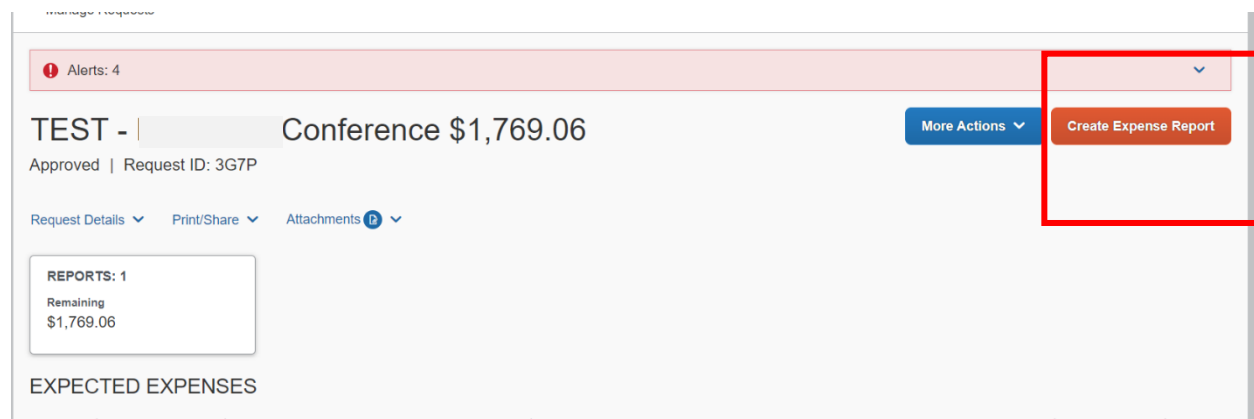 Manage Requests
Alerts: 4
TEST - Conference $1,769.06
More Actions
Create Expense Report
Approved | Request ID: 3G7P
Request Details
Print/Share
Attachments
REPORTS: 1
Remaining
$1,769.06
EXPECTED EXPENSES